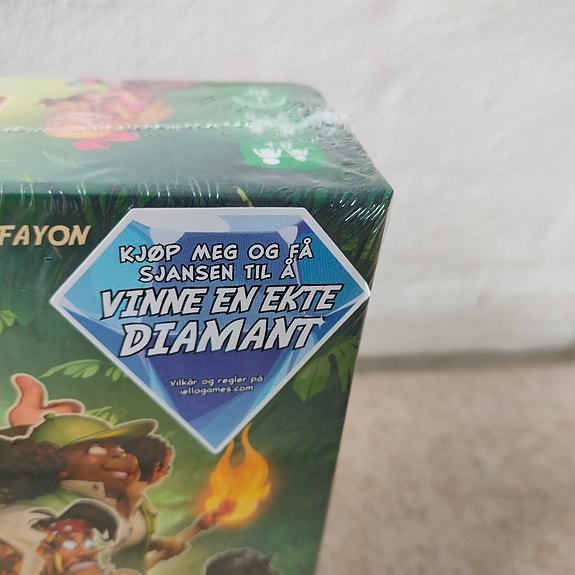 FAYON
KJØP MEG OG FÅ
SJANSEN TIL Å
VINNE EN EKTE
DIAMANT
Vilkår og regler på
iellogames.com